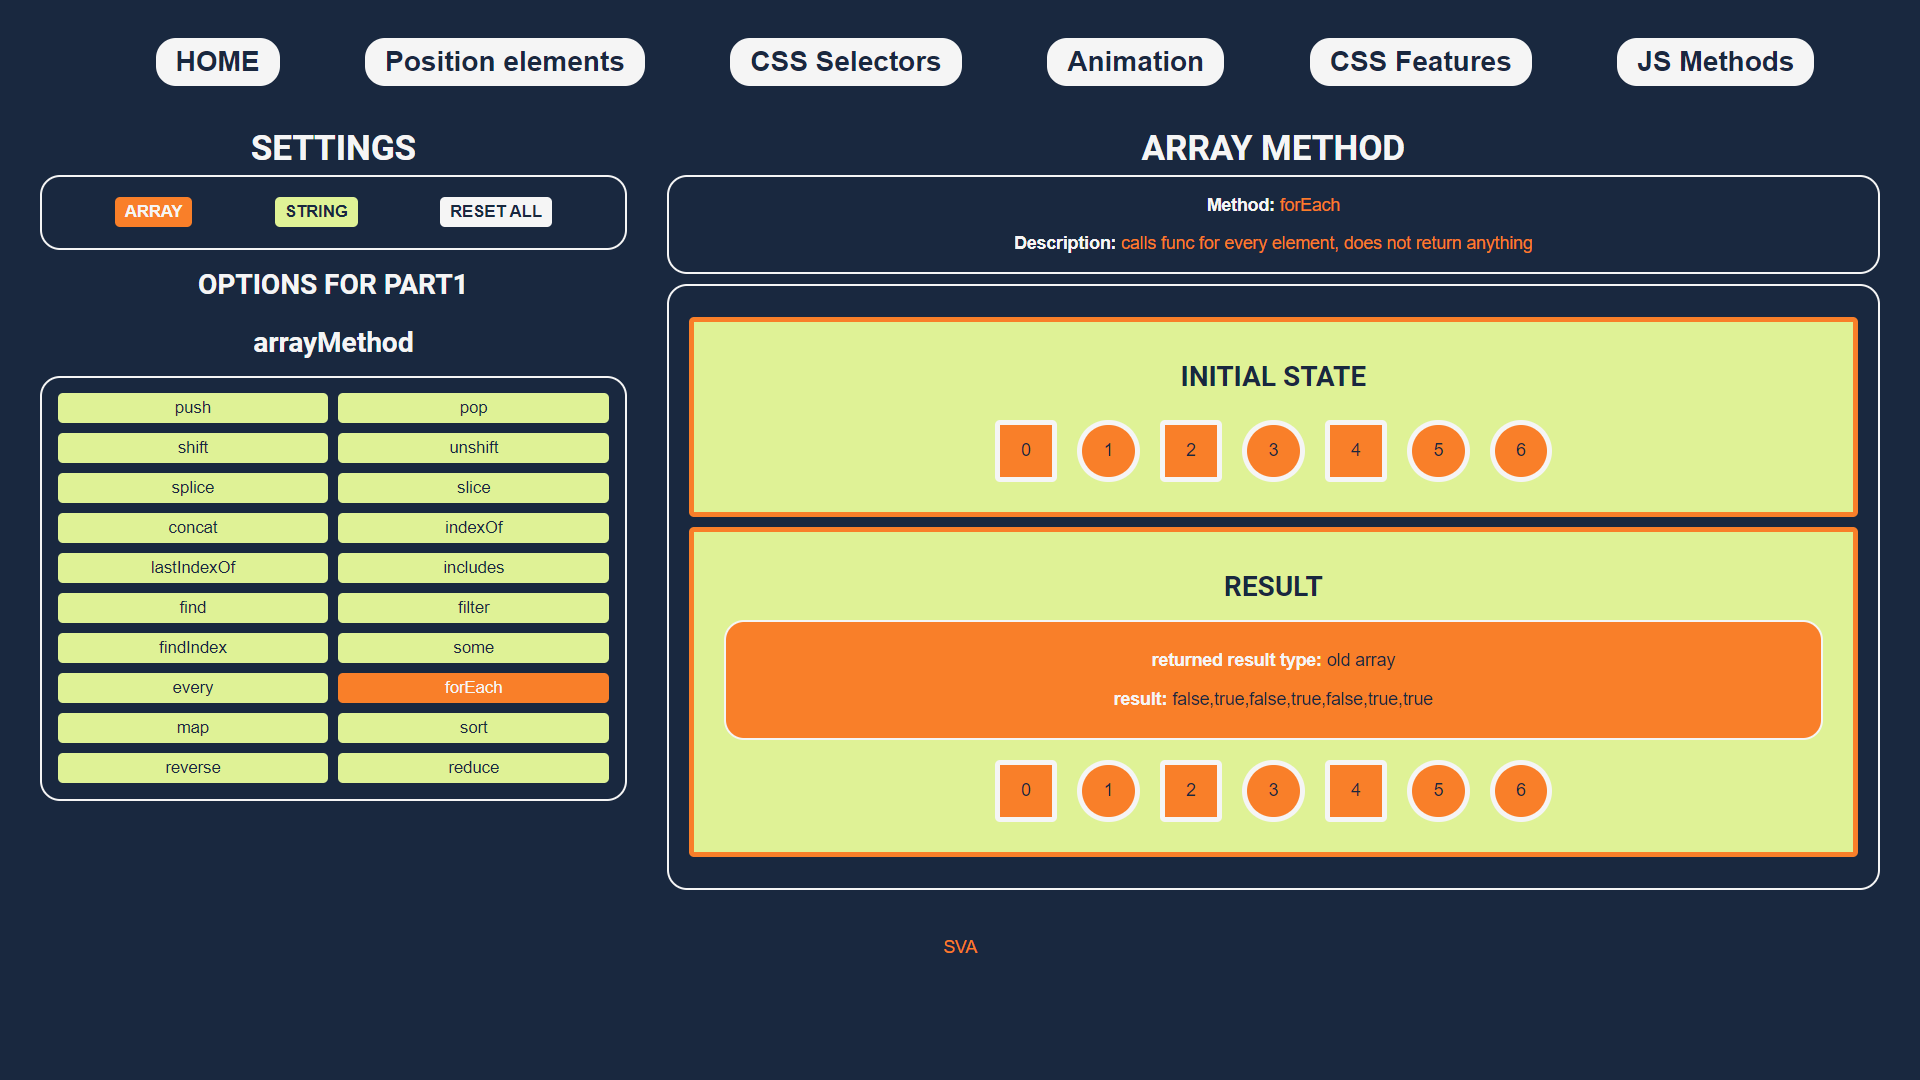 HOME Position elements CSS Selectors Animation CSS Features JS Methods
SETTINGS
ARRAY STRING RESET ALL
OPTIONS FOR PART1
arrayMethod
push pop
shift unshift
splice slice
concat indexOf
lastIndexOf includes
find filter
findIndex some
every forEach
map sort
reverse reduce
ARRAY METHOD
Method: forEach
Description: calls func for every element, does not return anything
INITIAL STATE
0 1 2 3 4 5 6
RESULT
returned result type: old array
result: false,true,false,true,false,true,true
0 1 2 3 4 5 6
SVA